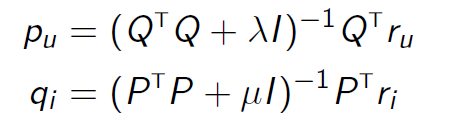 p_u = (Q^⊤Q + λI)^{-1} Q^⊤ r_u
q_i = (P^⊤P + μI)^{-1} P^⊤ r_i